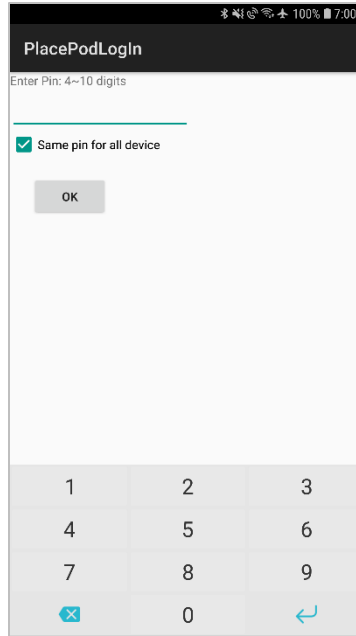 100% 7:00
PlacePodLogIn
Enter Pin: 4~10 digits
Same pin for all device
OK
1 2 3
4 5 6
7 8 9
0